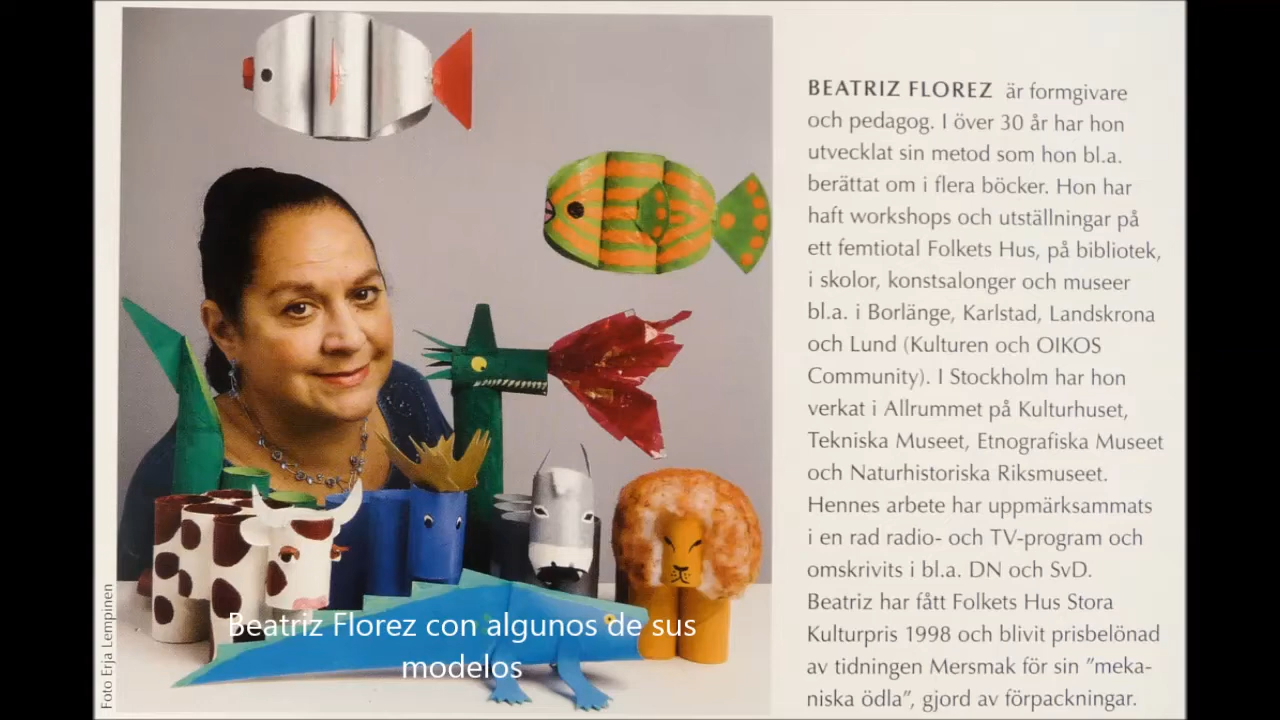 BEATRIZ FLOREZ är formgivare
och pedagog. I över 30 år har hon
utvecklat sin metod som hon bl.a.
berättat om i flera böcker. Hon har
haft workshops och utställningar på
ett femtiotal Folkets Hus, på bibliotek,
i skolor, konstsalonger och museer
bl.a. i Borlänge, Karlstad, Landskrona
och Lund (Kulturen och OIKOS
Community). I Stockholm har hon
verkat i Allrummet på Kulturhuset,
Tekniska Museet, Etnografiska Museet
och Naturhistoriska Riksmuseet.
Hennes arbete har uppmärksammats
i en rad radio- och TV-program och
omskrivits i bl.a. DN och SvD.
Beatriz har fått Folkets Hus Stora
Kulturpris 1998 och blivit prisbelönad
av tidningen Mersmak för sin ”meka-
niska ödla”, gjord av förpackningar.
Foto Erja Lempinen
Beatriz Florez con algunos de sus
modelos